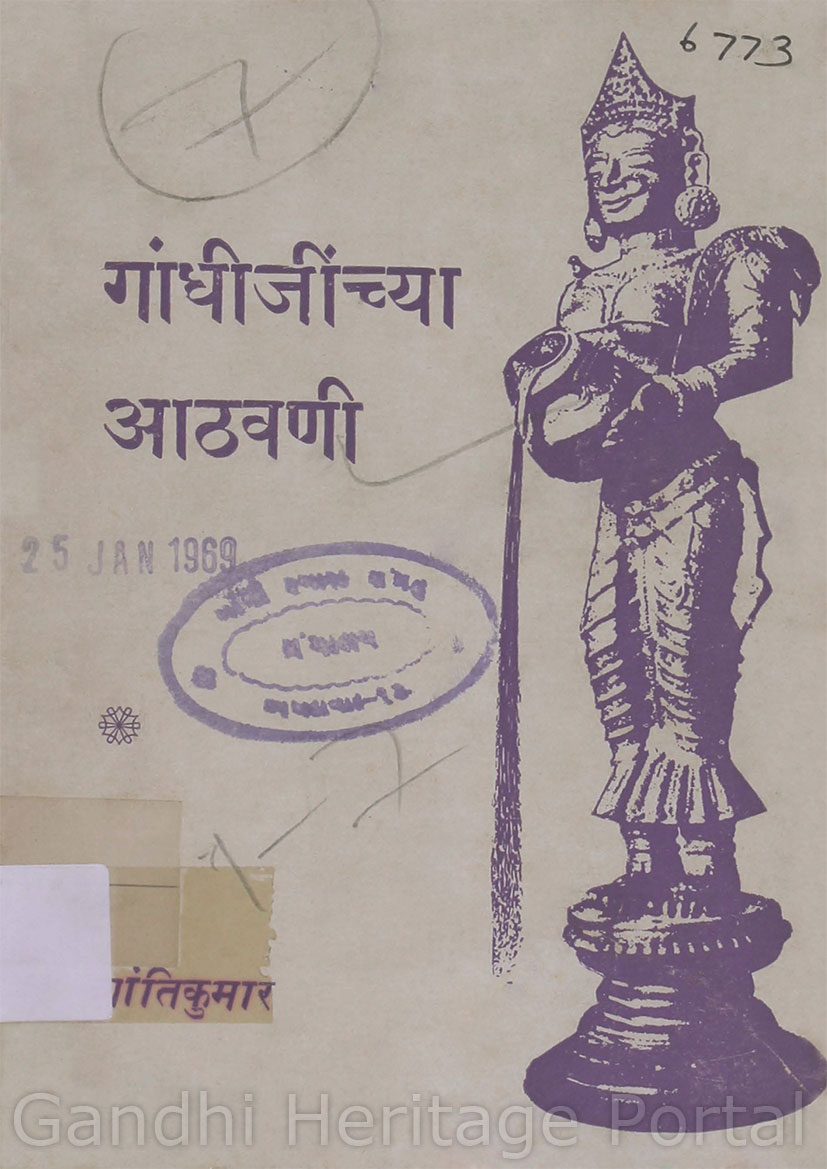 6773
गांधीजींच्या
आठवणी
25 JAN 1969
ांतिकुमार
Gandhi Heritage Portal